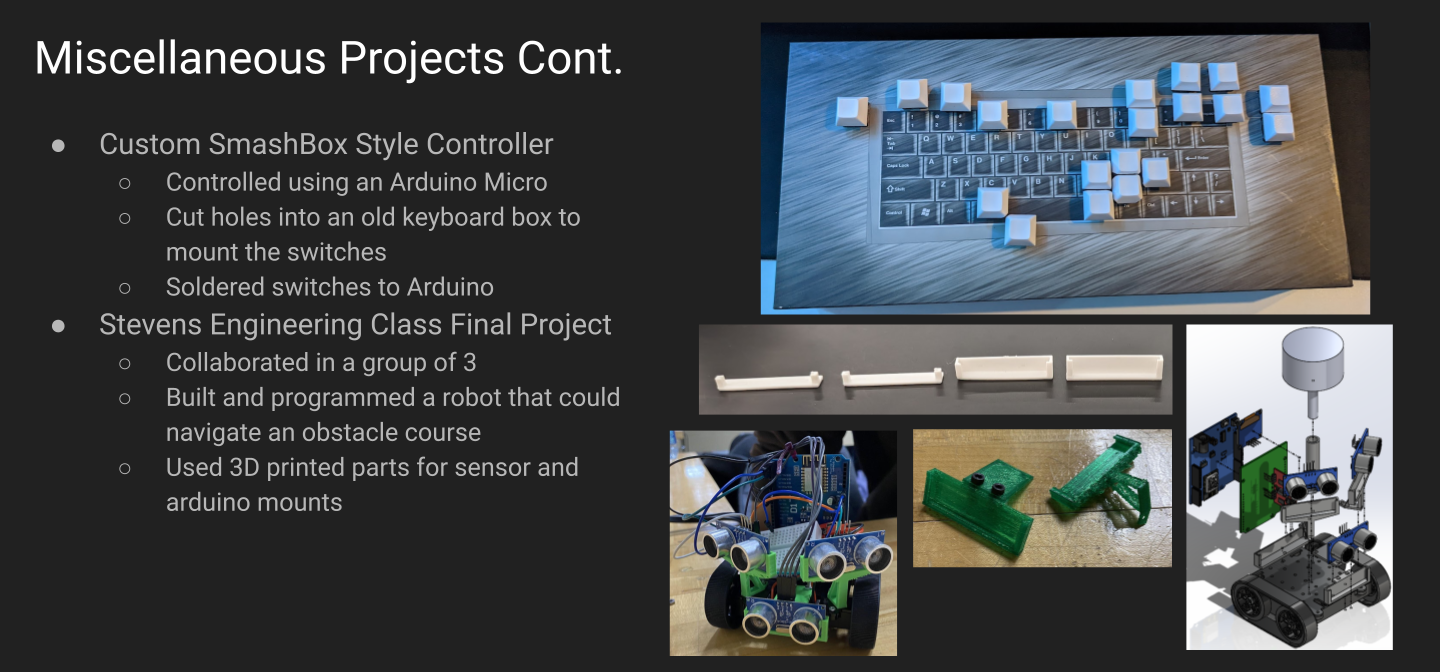 Miscellaneous Projects Cont.
● Custom SmashBox Style Controller
○ Controlled using an Arduino Micro
○ Cut holes into an old keyboard box to
mount the switches
○ Soldered switches to Arduino
● Stevens Engineering Class Final Project
○ Collaborated in a group of 3
○ Built and programmed a robot that could
navigate an obstacle course
○ Used 3D printed parts for sensor and
arduino mounts
Esc
Tab Q W E R T Y U I O
Caps Lock A S D F G H J K Enter
Shift Z X C V B N
Control Alt